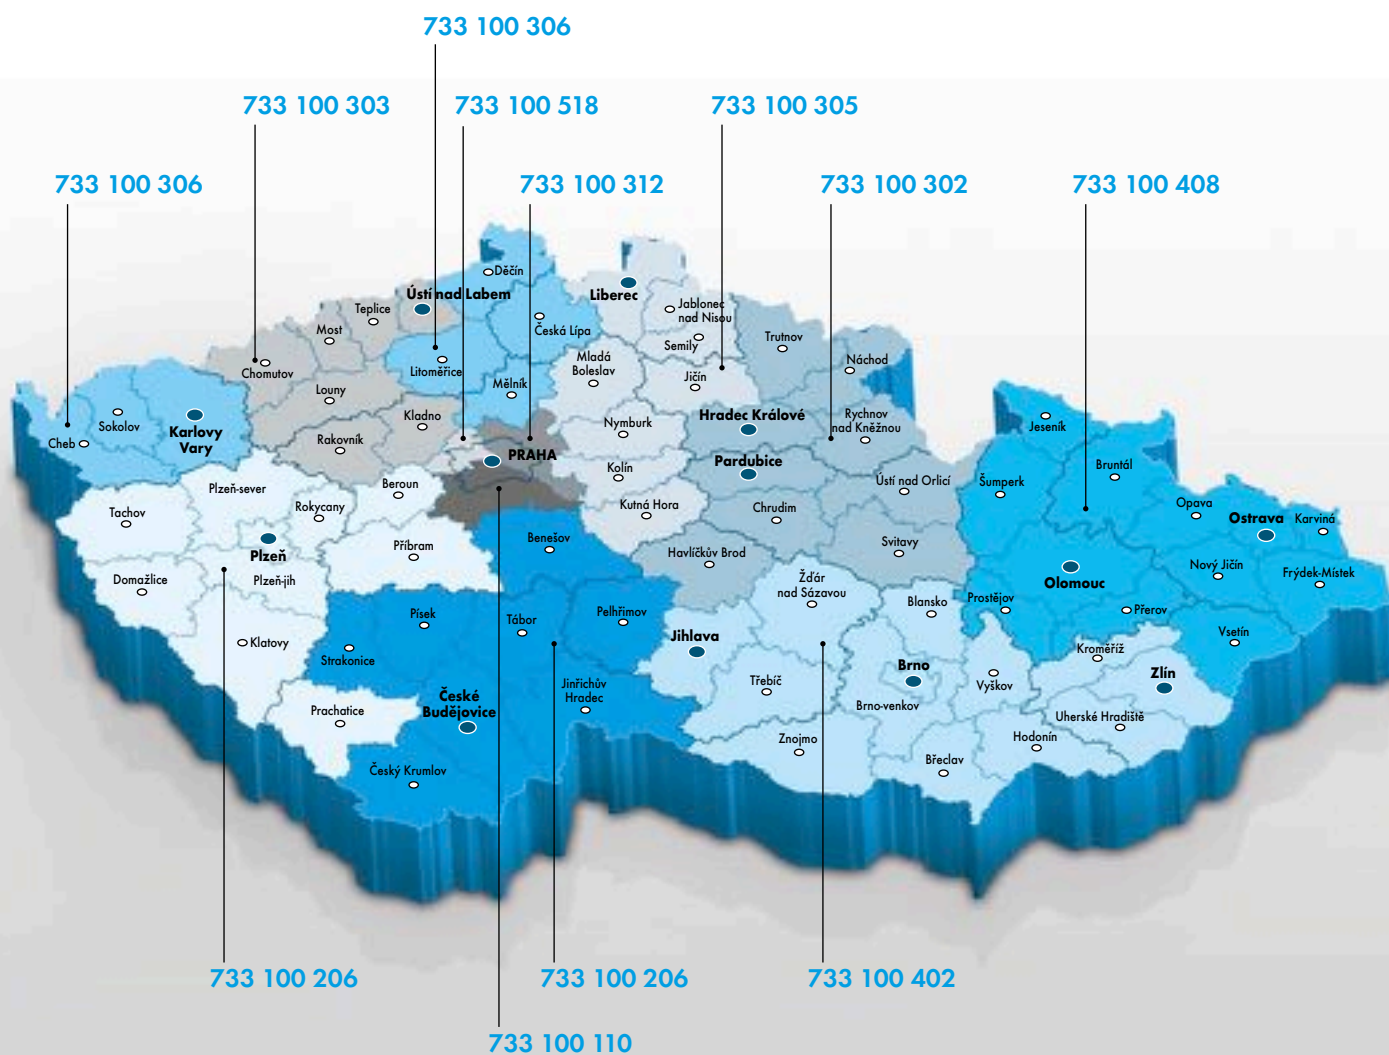 733 100 306
733 100 303
733 100 518
733 100 305
733 100 306
733 100 312
733 100 302
733 100 408
Děčín
Ústí nad Labem
Liberec
Teplice
Jablonec
nad Nisou
Most
Česká Lípa
Trutnov
Semily
Náchod
Chomutov
Litoměřice
Mladá
Boleslav
Jičín
Louny
Mělník
Kladno
Hradec Králové
Rychnov
nad Kněžnou
Sokolov
Karlovy
Vary
Cheb
Nymburk
Jeseník
Rakovník
PRAHA
Pardubice
Bruntál
Kolín
Plzeň-sever
Beroun
Ústí nad Orlicí
Šumperk
Tachov
Rokycany
Kutná Hora
Chrudim
Opava
Ostrava
Karviná
Benešov
Plzeň
Příbram
Havlíčkův Brod
Svitavy
Domažlice
Plzeň-jih
Žďár
nad Sázavou
Olomouc
Nový Jičín
Frýdek-Místek
Písek
Tábor
Pelhřimov
Blansko
Prostějov
Přerov
Klatovy
Strakonice
Jihlava
Vsetín
Kroměříž
Brno
Zlín
Třebíč
Vyškov
Jinřichův
Hradec
České
Budějovice
Prachatice
Brno-venkov
Uherské Hradiště
Znojmo
Hodonín
Břeclav
Český Krumlov
733 100 206
733 100 206
733 100 402
733 100 110